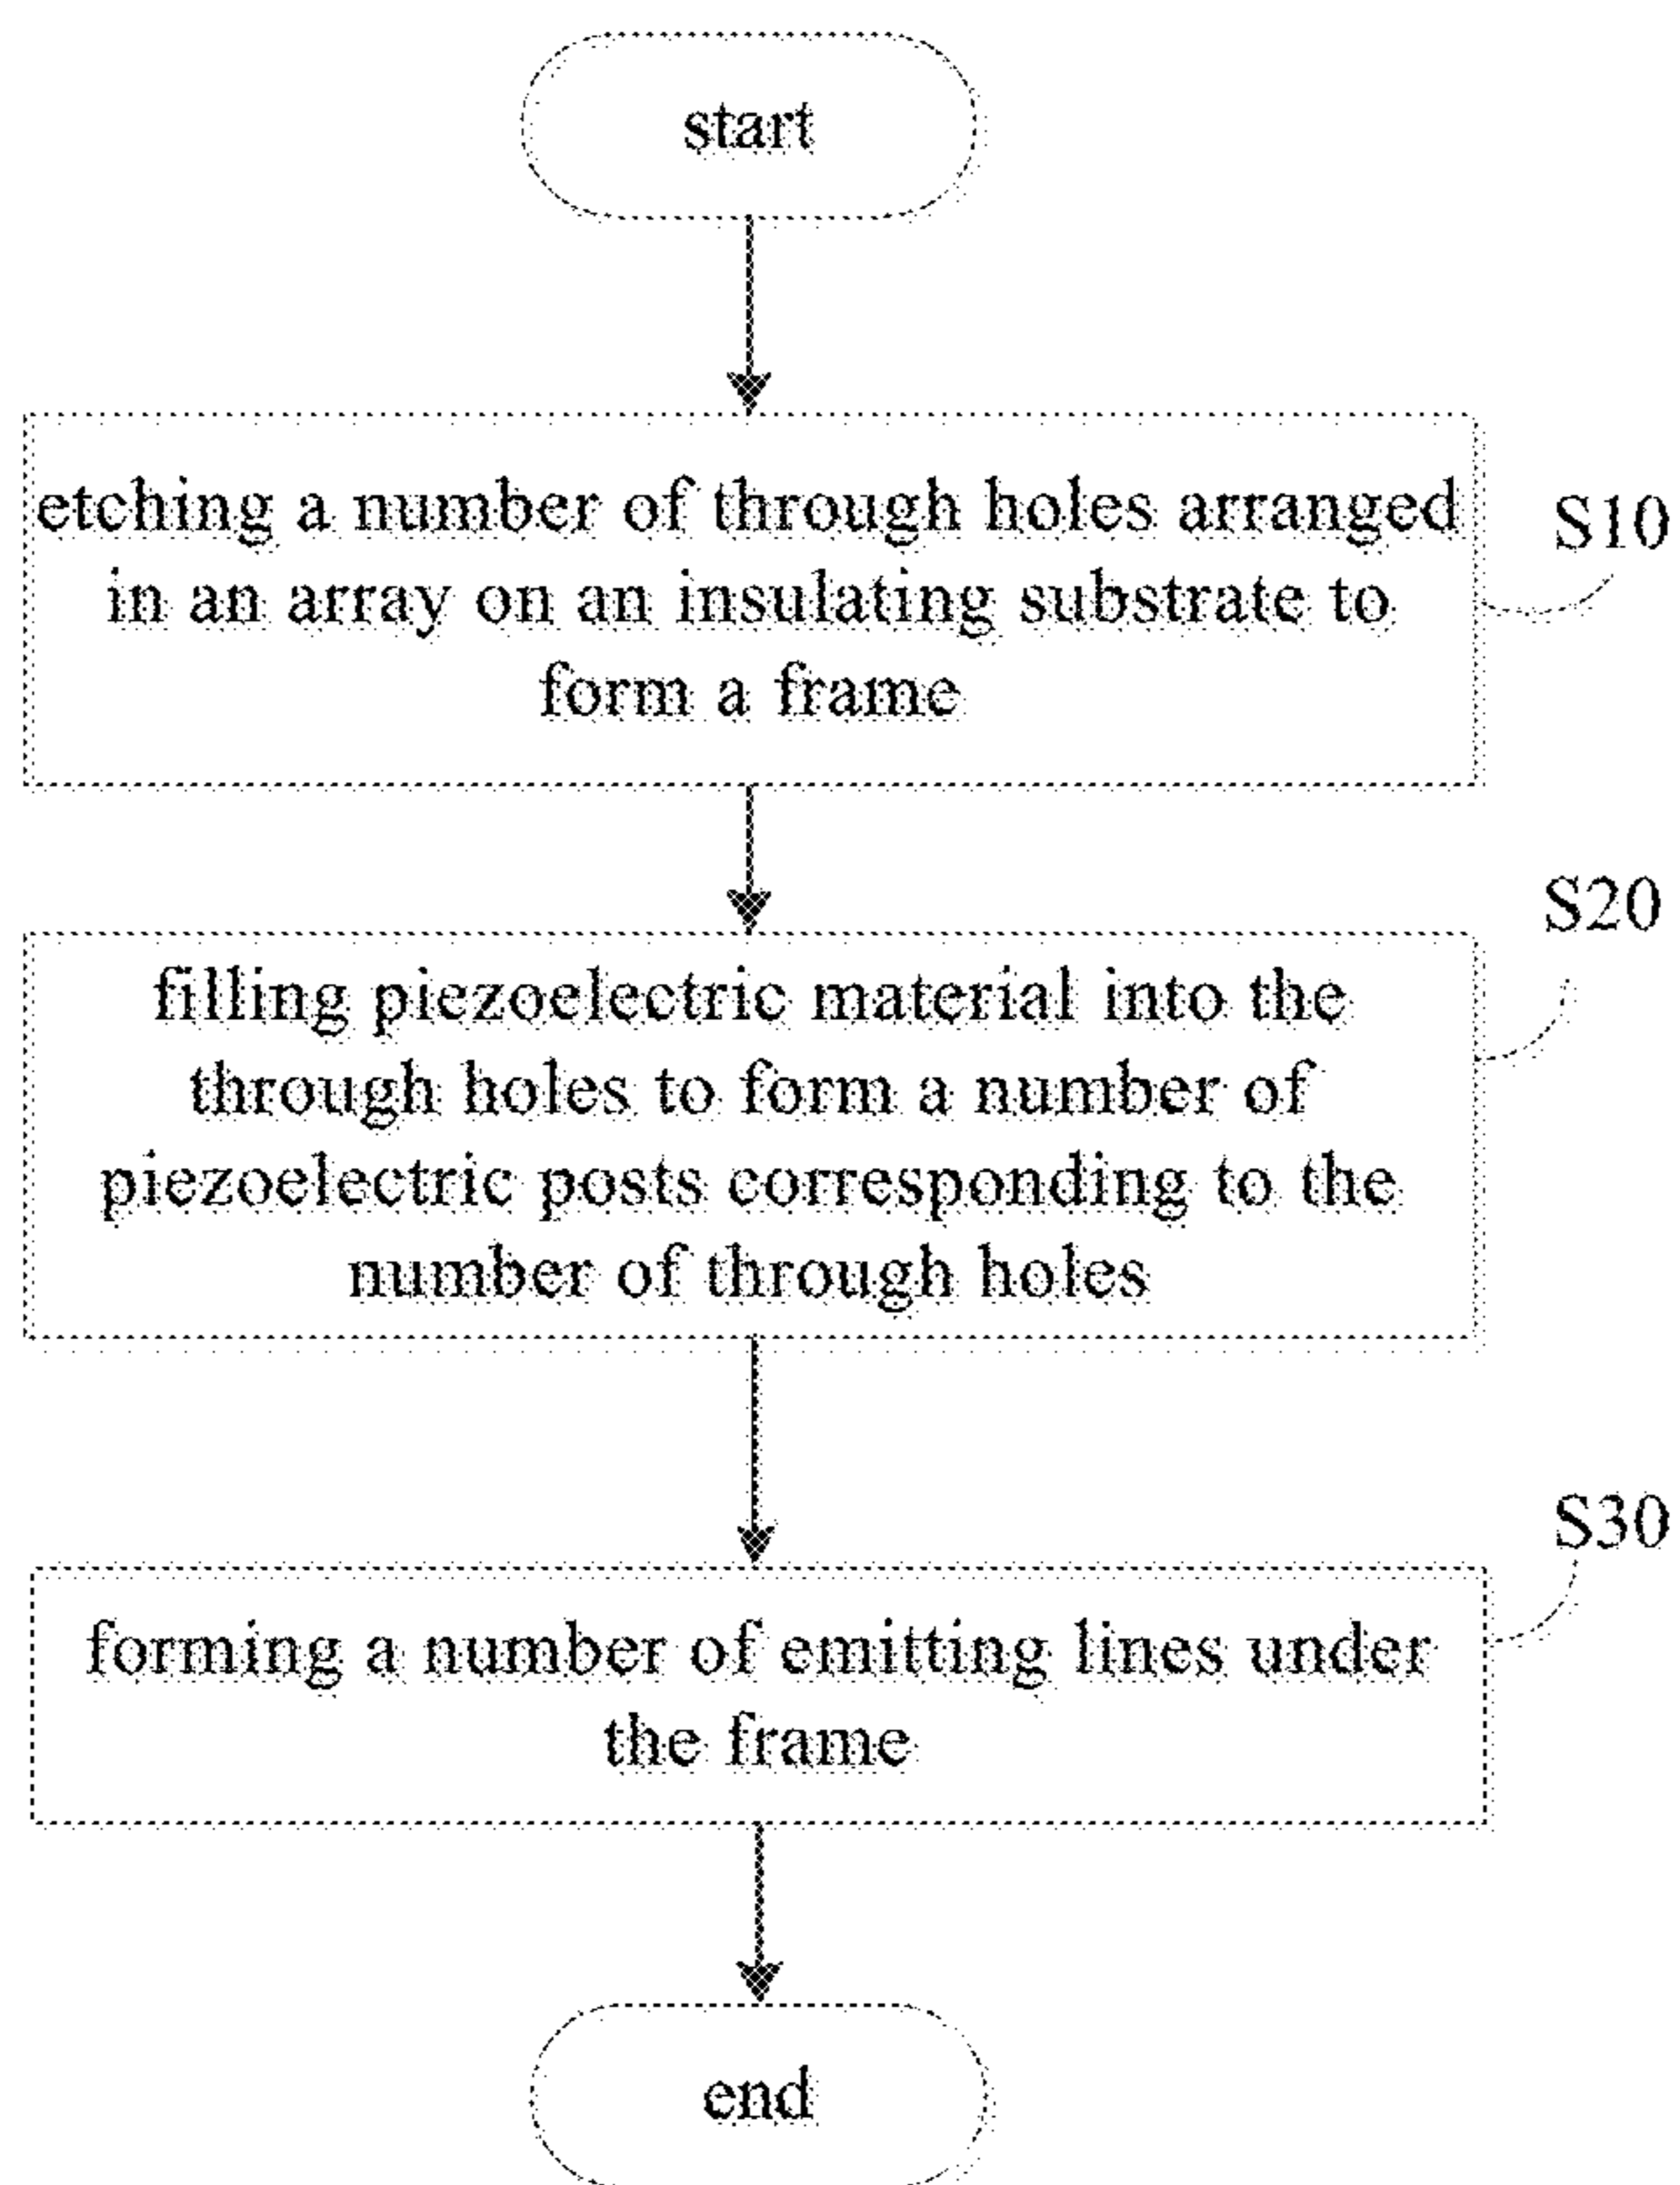 start
etching a number of through holes arranged
in an array on an insulating substrate to
form a frame
S10
S20
filling piezoelectric material into the
through holes to form a number of
piezoelectric posts corresponding to the
number of through holes
S30
forming a number of emitting lines under
the frame
end